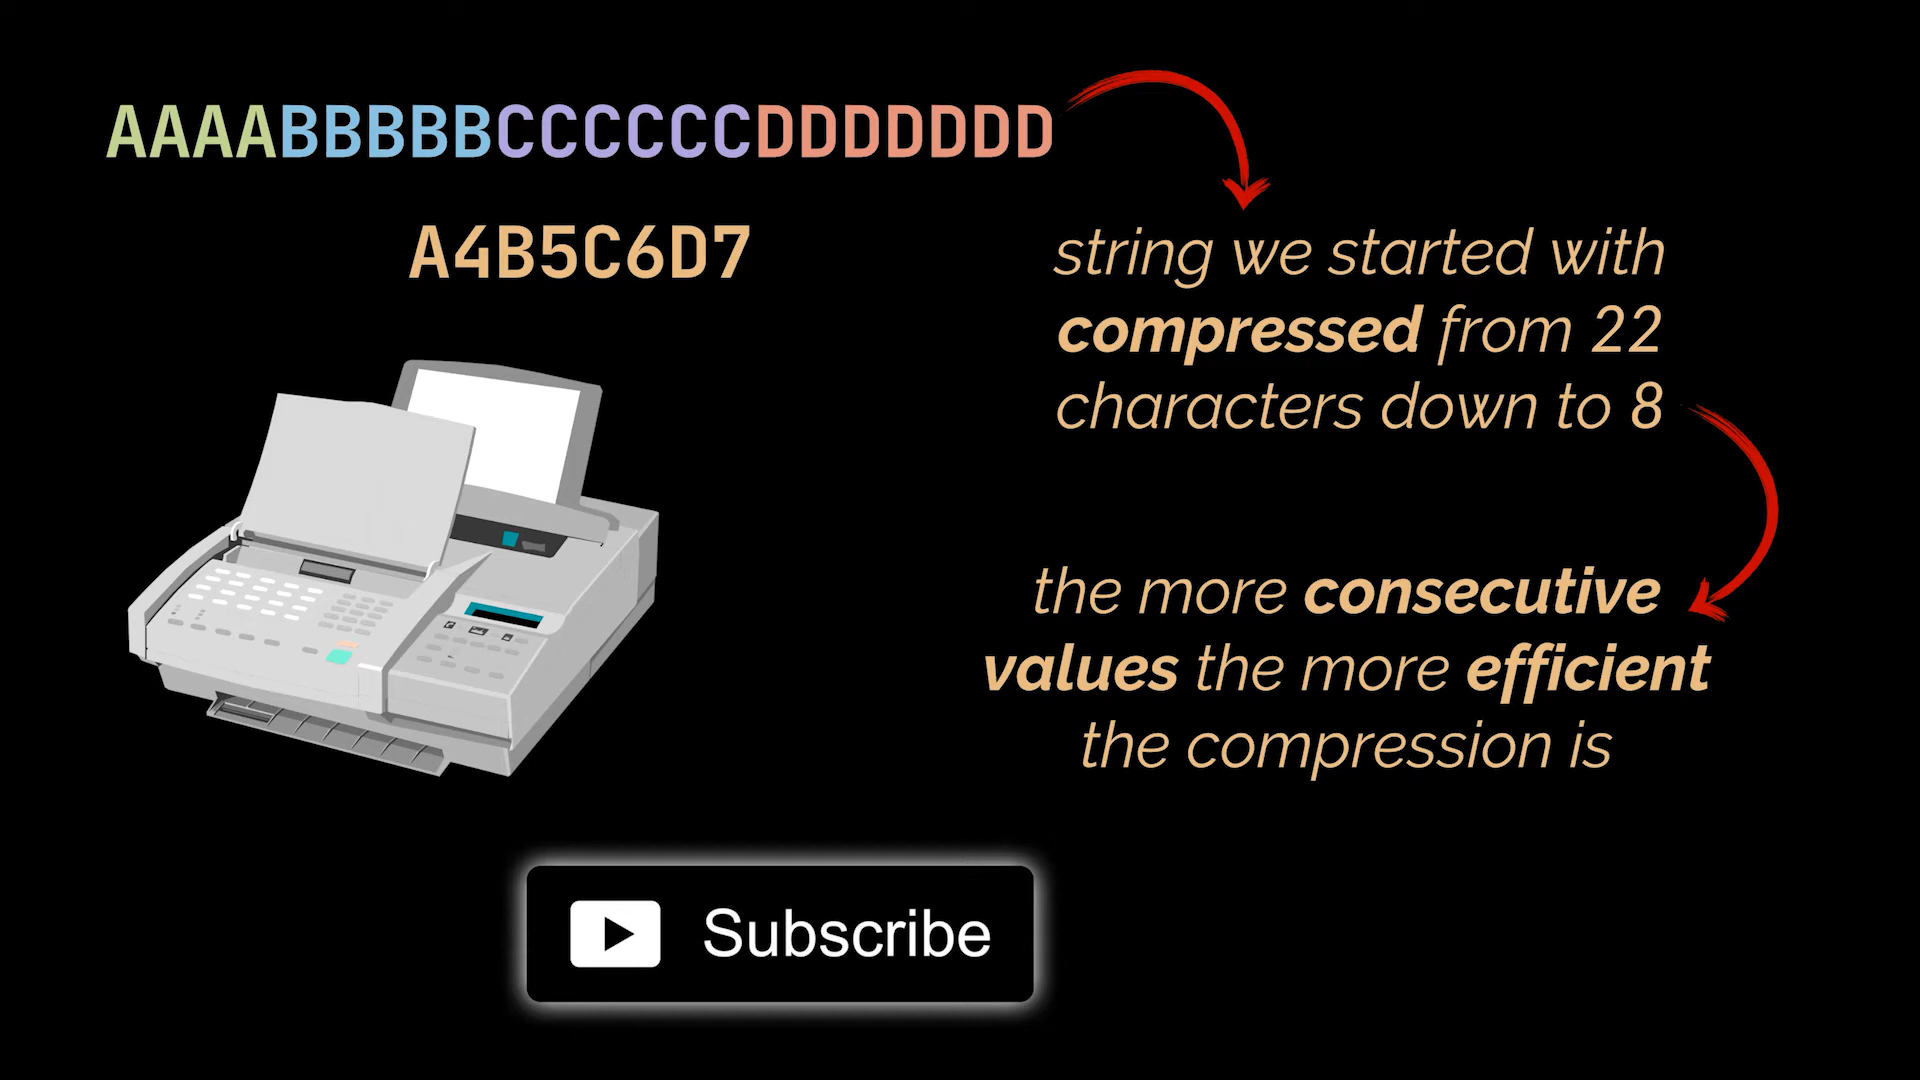 AAAABBBBBCCCCCCDDDDDDD
A4B5C6D7
string we started with
compressed from 22
characters down to 8
the more consecutive
values the more efficient
the compression is
Subscribe